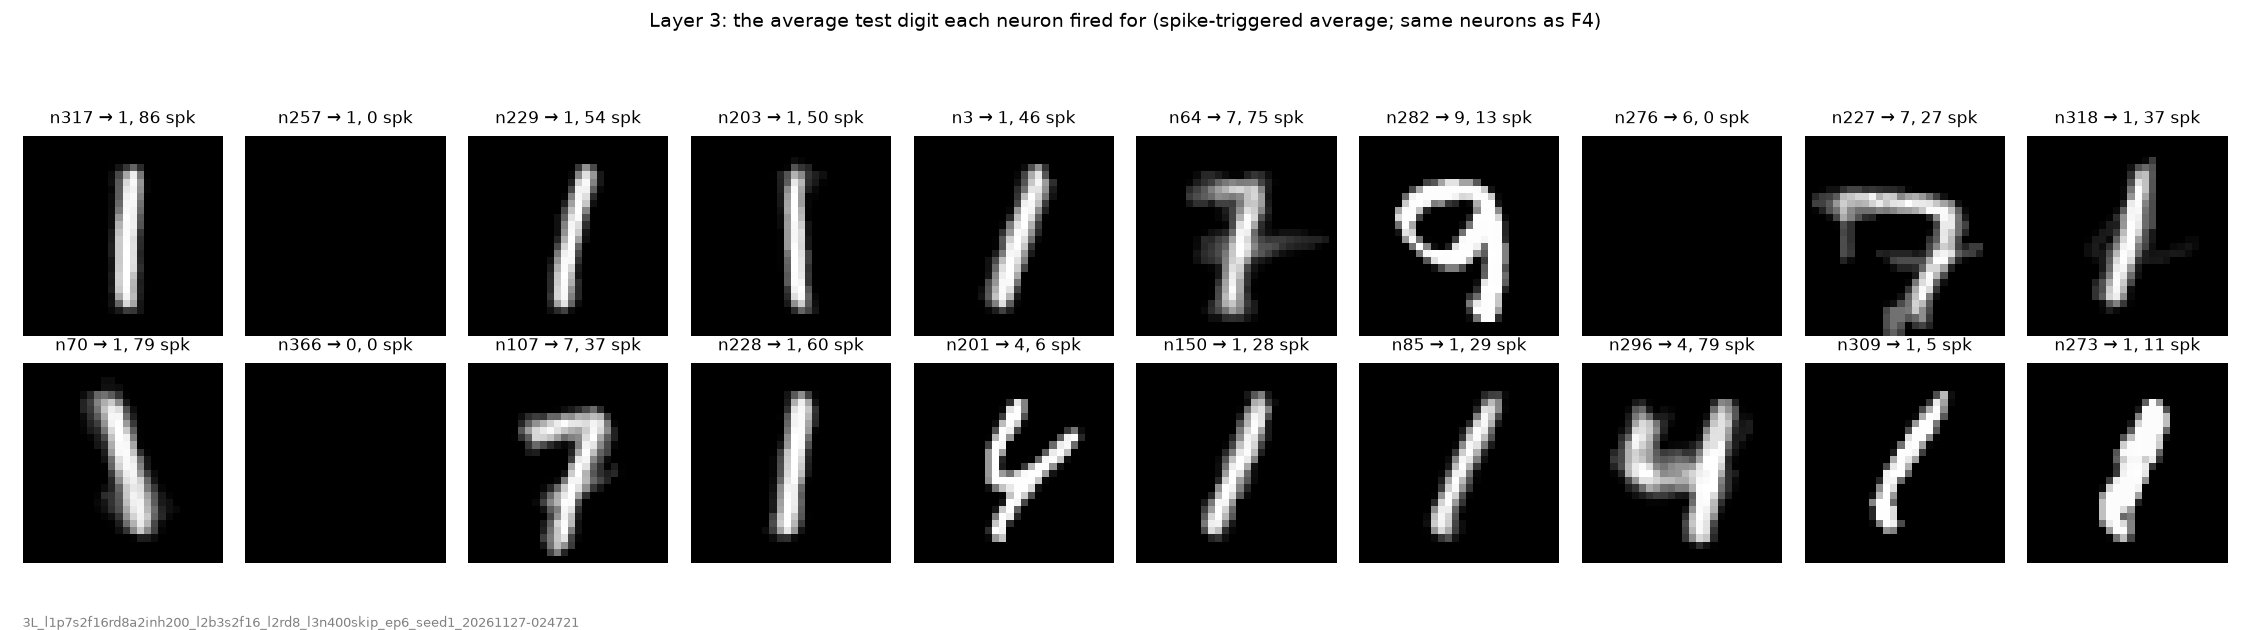 Layer 3: the average test digit each neuron fired for (spike-triggered average; same neurons as F4)
n317 → 1, 86 spk
n257 → 1, 0 spk
n229 → 1, 54 spk
n203 → 1, 50 spk
n3 → 1, 46 spk
n64 → 7, 75 spk
n282 → 9, 13 spk
n276 → 6, 0 spk
n227 → 7, 27 spk
n318 → 1, 37 spk
n70 → 1, 79 spk
n366 → 0, 0 spk
n107 → 7, 37 spk
n228 → 1, 60 spk
n201 → 4, 6 spk
n150 → 1, 28 spk
n85 → 1, 29 spk
n296 → 4, 79 spk
n309 → 1, 5 spk
n273 → 1, 11 spk
3L_l1p7s2f16rd8a2inh200_l2b3s2f16_l2rd8_l3n400skip_ep6_seed1_20261127-024721